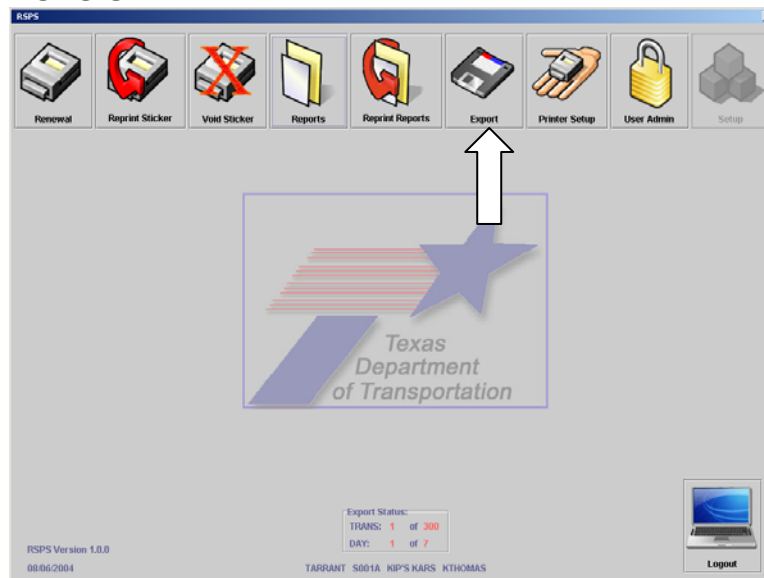 RSPS
Renewal
Reprint Sticker
Void Sticker
Reports
Reprint Reports
Export
Printer Setup
User Admin
Setup
Texas
Department
of Transportation
Export Status:
TRANS: 1 of 300
DAY: 1 of 7
RSPS Version 1.0.0
08/06/2004
TARRANT S001A KIP'S KARS KTHOMAS
Logout